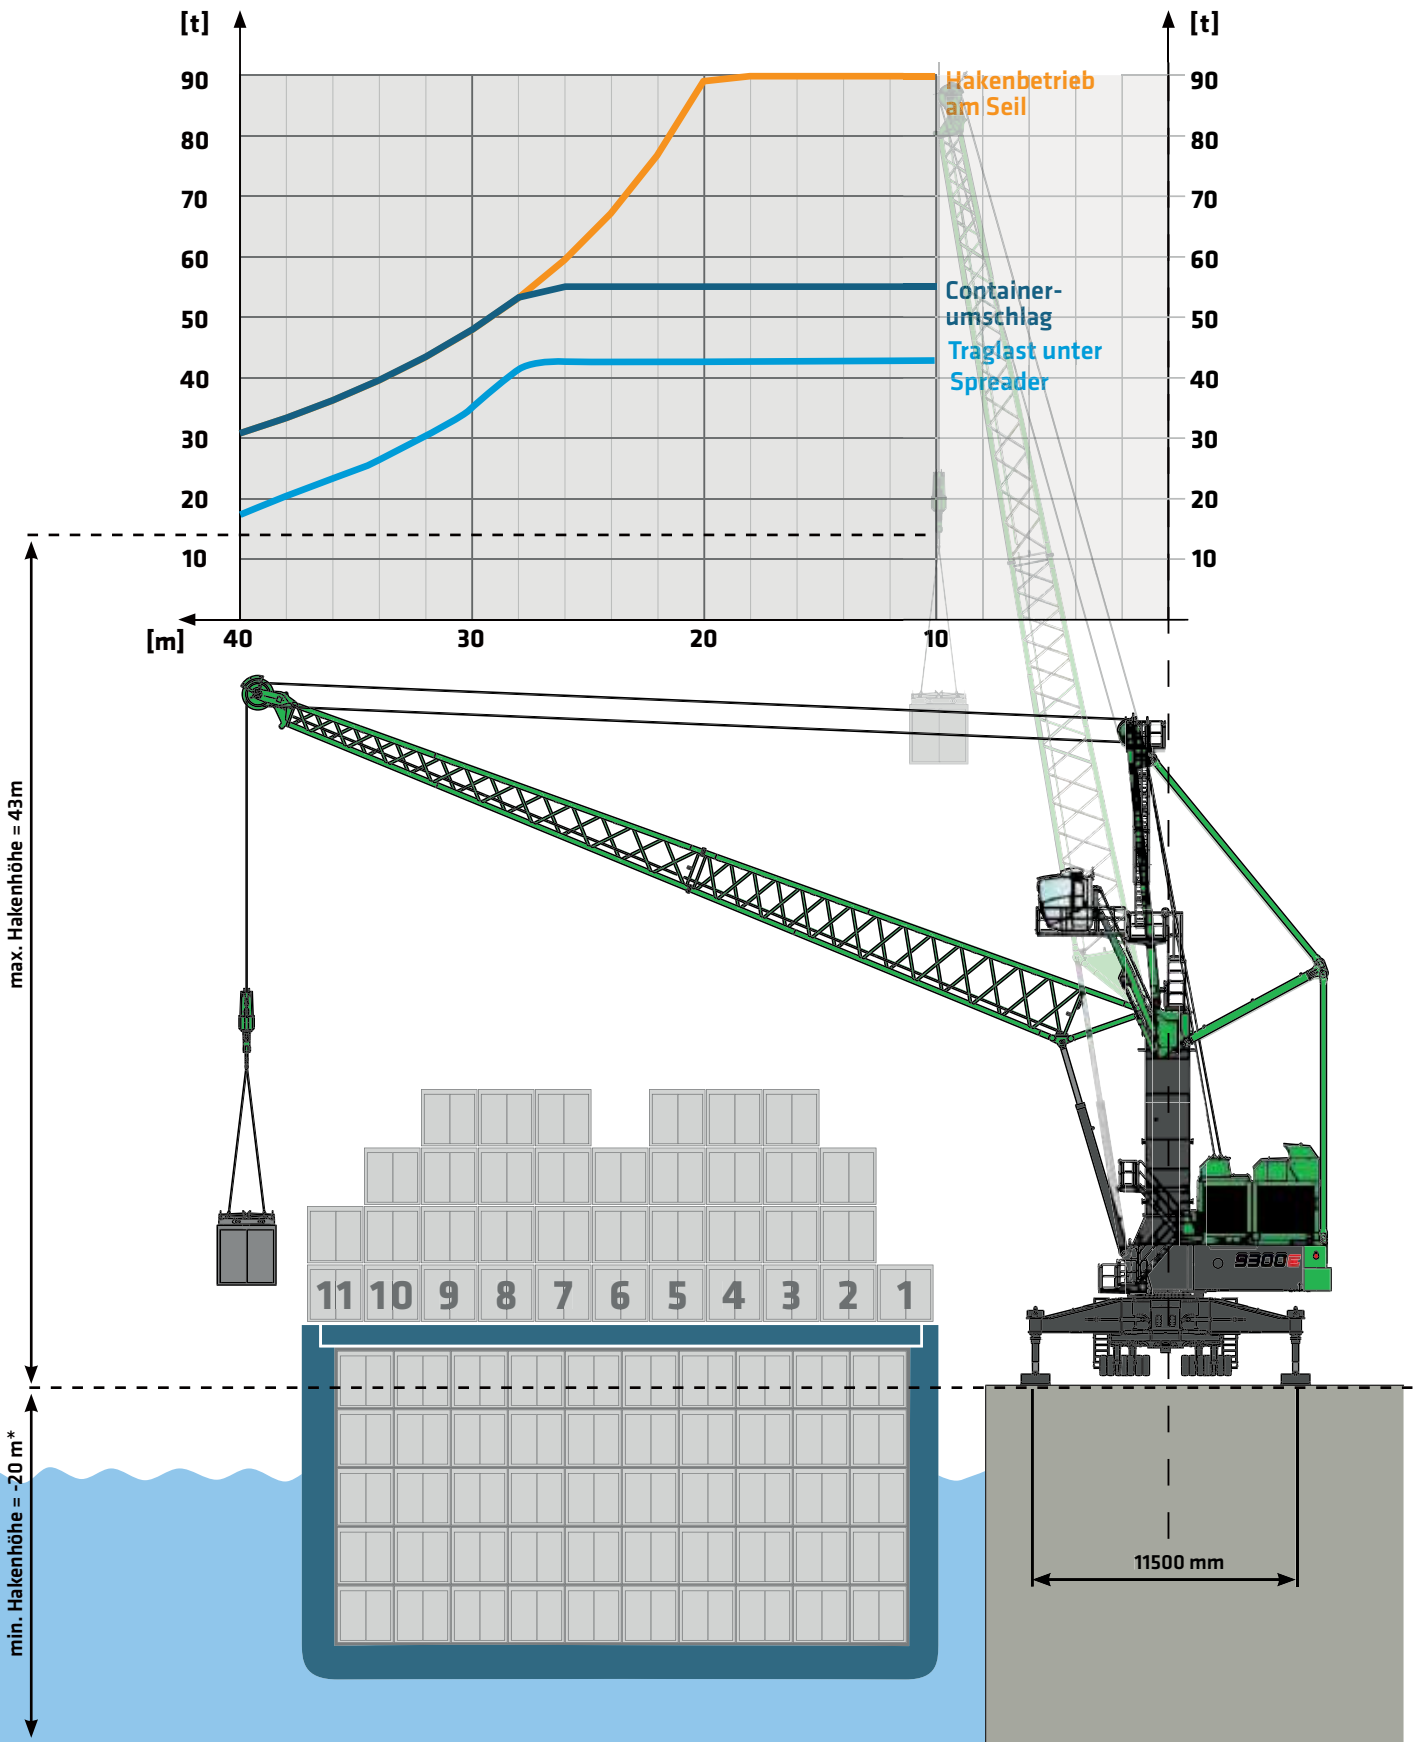 [t]
[t]
90
80
70
60
50
40
30
20
10
Hakenbetrieb
am Seil
Container-
umschlag
Traglast unter
Spreader
90
80
70
60
50
40
30
20
10
[m]
40
30
20
10
max. Hakenhöhe = 43m
9300E
11 10 9 8 7 6 5 4 3 2 1
min. Hakenhöhe = -20 m*
11500 mm